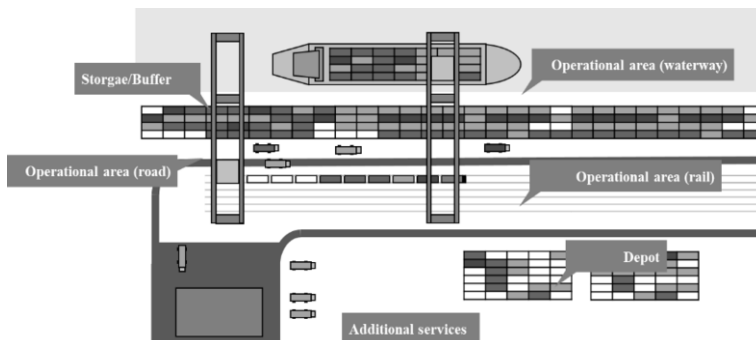 Operational area (waterway)
Storgae/Buffer
Operational area (road)
Operational area (rail)
Depot
Additional services